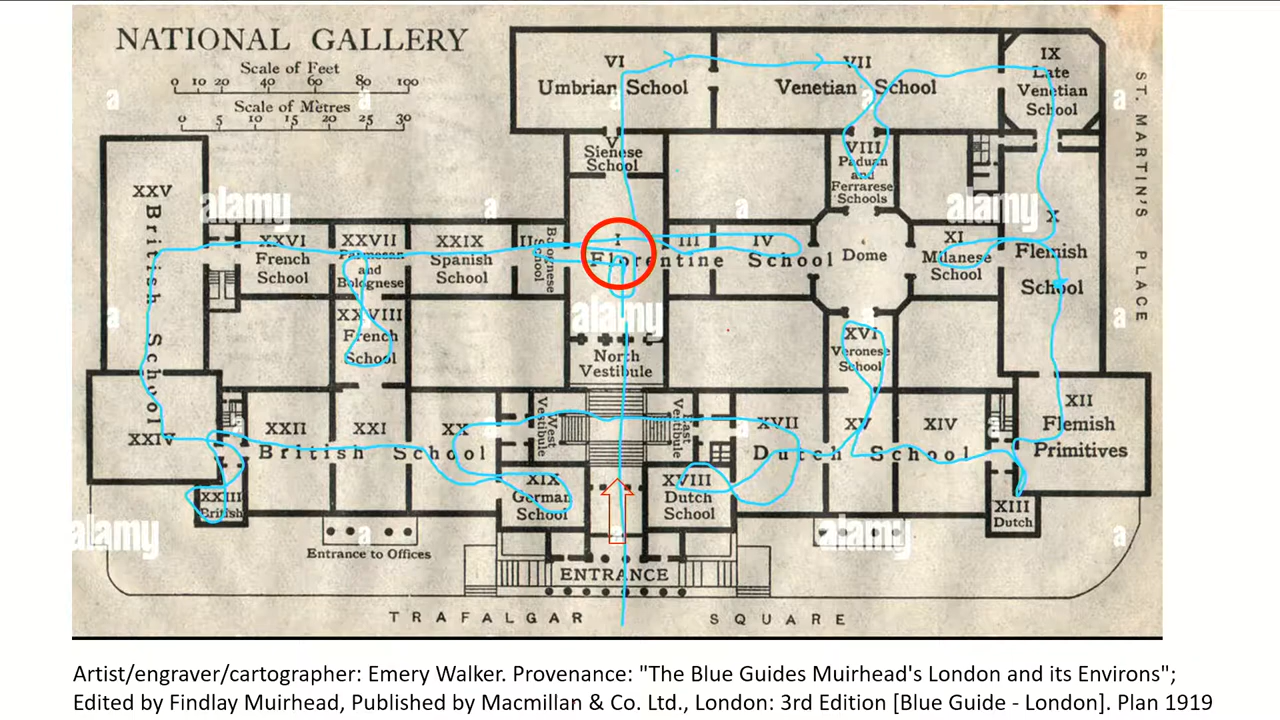 NATIONAL GALLERY
Scale of Feet
0 10 20 40 60 80 100
Scale of Mètres
0 5 10 15 20 30
VI
Umbrian School
VII
Venetian School
IX
Late
Venetian
School
ST. MARTIN'S PLACE
V
Sienese
School
VIII
Paduan
and
Ferrarese
Schools
XXV
British School
XXVI
French
School
XXVII
Parmesan
and
Bolognese
XXIX
Spanish
School
II
Bolognese
School
I
III
IV
Florentine School
Dome
XI
Milanese
School
X
Flemish
School
XXVIII
French
School
North
Vestibule
XVI
Veronese
School
XII
Flemish
Primitives
XXIV
XXII
XXI
XX
British School
West
Vestibule
East
Vestibule
XVII
XV
XIV
Dutch School
XXIII
British
XIX
German
School
XVIII
Dutch
School
XIII
Dutch
Entrance to Offices
ENTRANCE
TRAFALGAR SQUARE
alamy
alamy
alamy
alamy
alamy
a
a
a
a
a
a
a
a
a
a
a
a
a
a
Artist/engraver/cartographer: Emery Walker. Provenance: "The Blue Guides Muirhead's London and its Environs";
Edited by Findlay Muirhead, Published by Macmillan & Co. Ltd., London: 3rd Edition [Blue Guide - London]. Plan 1919